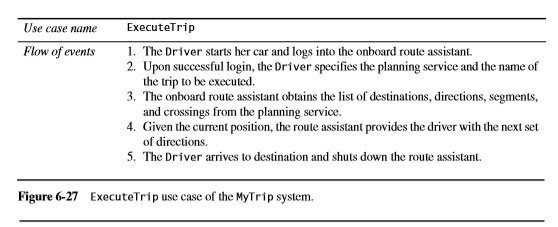 Use case name ExecuteTrip
Flow of events 1. The Driver starts her car and logs into the onboard route assistant.
2. Upon successful login, the Driver specifies the planning service and the name of
the trip to be executed.
3. The onboard route assistant obtains the list of destinations, directions, segments,
and crossings from the planning service.
4. Given the current position, the route assistant provides the driver with the next set
of directions.
5. The Driver arrives to destination and shuts down the route assistant.
Figure 6-27 ExecuteTrip use case of the MyTrip system.